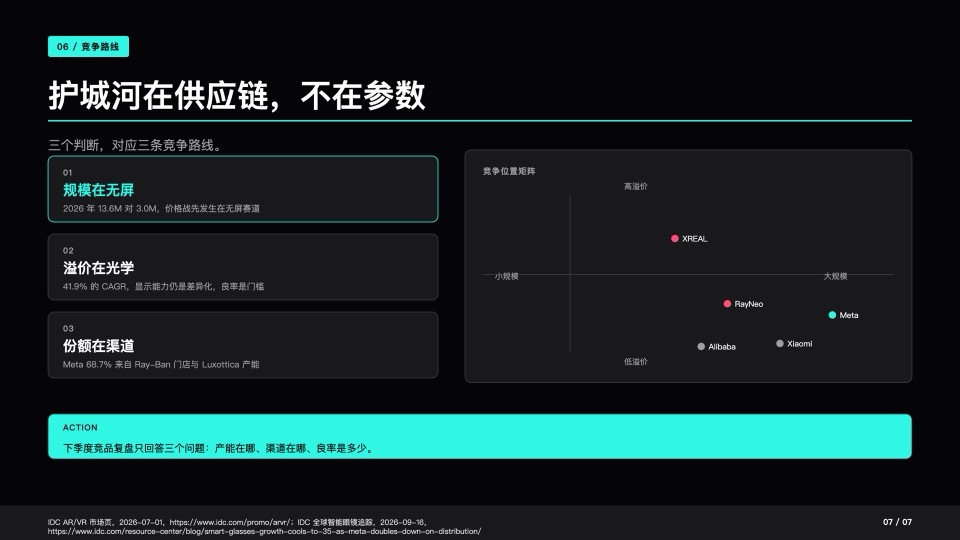 06 / 竞争路线
护城河在供应链，不在参数
三个判断，对应三条竞争路线。
01
规模在无屏
2026 年 13.6M 对 3.0M，价格战先发生在无屏赛道
02
溢价在光学
41.9% 的 CAGR，显示能力仍是差异化，良率是门槛
03
份额在渠道
Meta 68.7% 来自 Ray-Ban 门店与 Luxottica 产能
竞争位置矩阵
高溢价
XREAL
小规模
大规模
RayNeo
Meta
Alibaba
Xiaomi
低溢价
ACTION
下季度竞品复盘只回答三个问题：产能在哪、渠道在哪、良率是多少。
IDC AR/VR 市场页，2026-07-01，https://www.idc.com/promo/arvr/；IDC 全球智能眼镜追踪，2026-09-16，
https://www.idc.com/resource-center/blog/smart-glasses-growth-cools-to-35-as-meta-doubles-down-on-distribution/
07 / 07